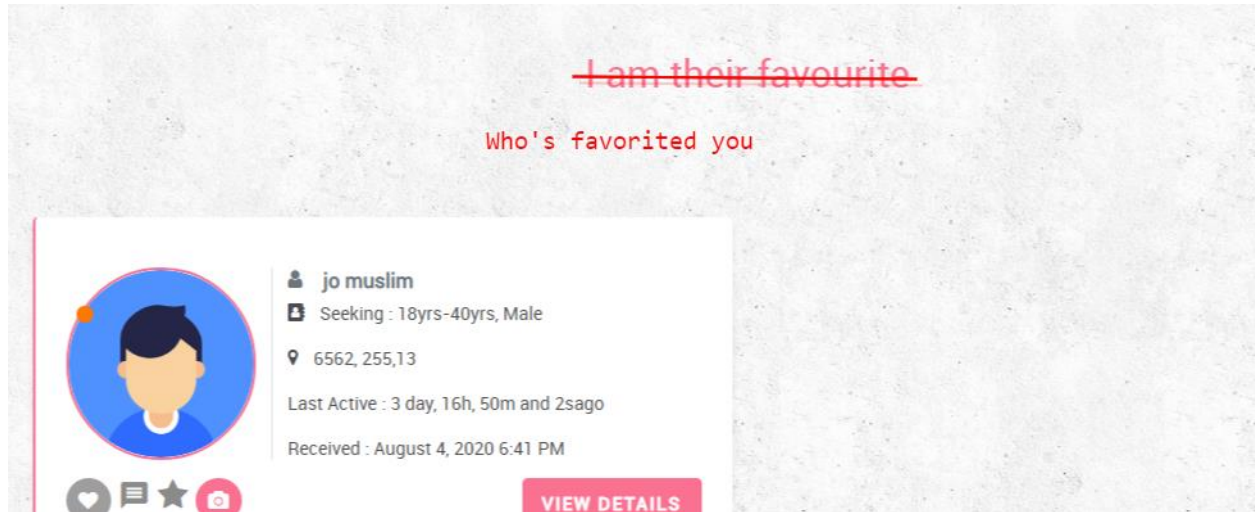 I am their favourite
Who's favorited you
jo muslim
Seeking : 18yrs-40yrs, Male
6562, 255,13
Last Active : 3 day, 16h, 50m and 2sago
Received : August 4, 2020 6:41 PM
VIEW DETAILS